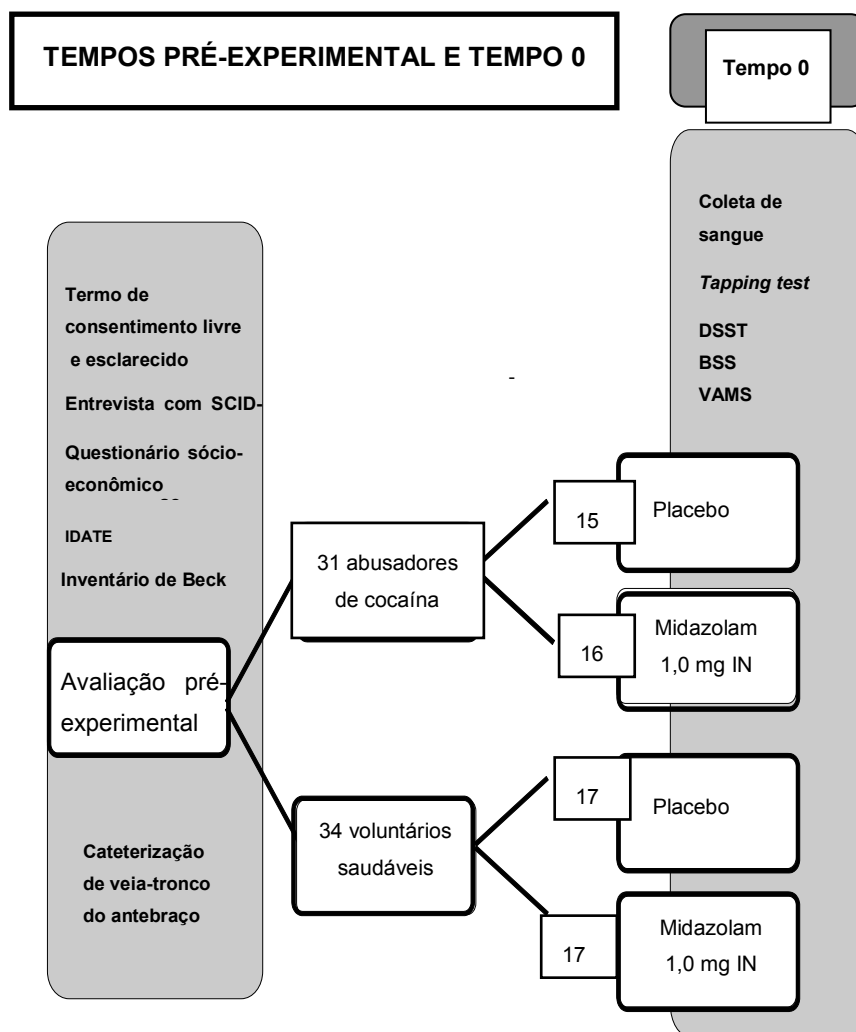 TEMPOS PRÉ-EXPERIMENTAL E TEMPO 0
Tempo 0
Coleta de
sangue
Tapping test
DSST
BSS
VAMS
Termo de
consentimento livre
e esclarecido
Entrevista com SCID-
Questionário sócio-
econômico
IDATE
Inventário de Beck
Avaliação pré-
experimental
Cateterização
de veia-tronco
do antebraço
31 abusadores
de cocaína
34 voluntários
saudáveis
15
Placebo
16
Midazolam
1,0 mg IN
17
Placebo
17
Midazolam
1,0 mg IN
-